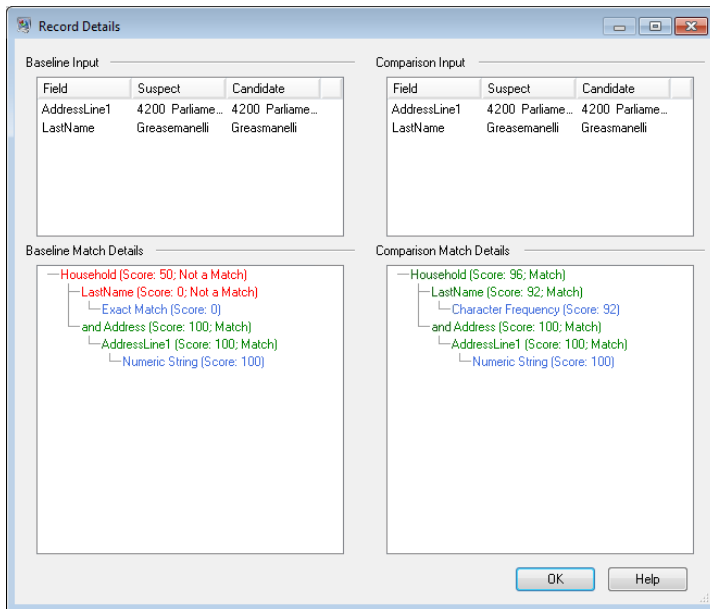 Record Details
Baseline Input
Field Suspect Candidate
AddressLine1 4200 Parliame... 4200 Parliame...
LastName Greasemanelli Greasmanelli
Comparison Input
Field Suspect Candidate
AddressLine1 4200 Parliame... 4200 Parliame...
LastName Greasemanelli Greasmanelli
Baseline Match Details
Household (Score: 50; Not a Match)
LastName (Score: 0; Not a Match)
Exact Match (Score: 0)
and Address (Score: 100; Match)
AddressLine1 (Score: 100; Match)
Numeric String (Score: 100)
Comparison Match Details
Household (Score: 96; Match)
LastName (Score: 92; Match)
Character Frequency (Score: 92)
and Address (Score: 100; Match)
AddressLine1 (Score: 100; Match)
Numeric String (Score: 100)
OK Help